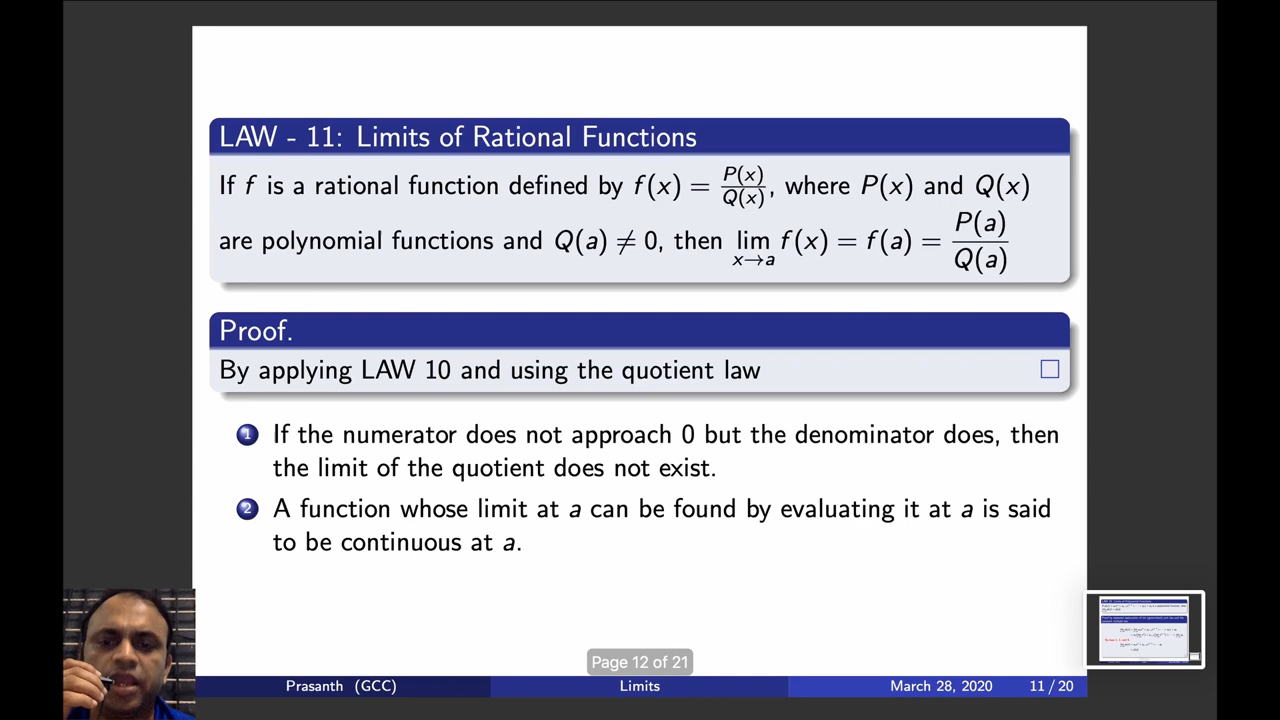 LAW - 11: Limits of Rational Functions
If f is a rational function defined by f(x) = P(x)/Q(x), where P(x) and Q(x)
are polynomial functions and Q(a) ≠ 0, then lim x→a f(x) = f(a) = P(a)/Q(a)
Proof.
By applying LAW 10 and using the quotient law □
1 If the numerator does not approach 0 but the denominator does, then
the limit of the quotient does not exist.
2 A function whose limit at a can be found by evaluating it at a is said
to be continuous at a.
Page 12 of 21
Prasanth (GCC) Limits March 28, 2020 11 / 20